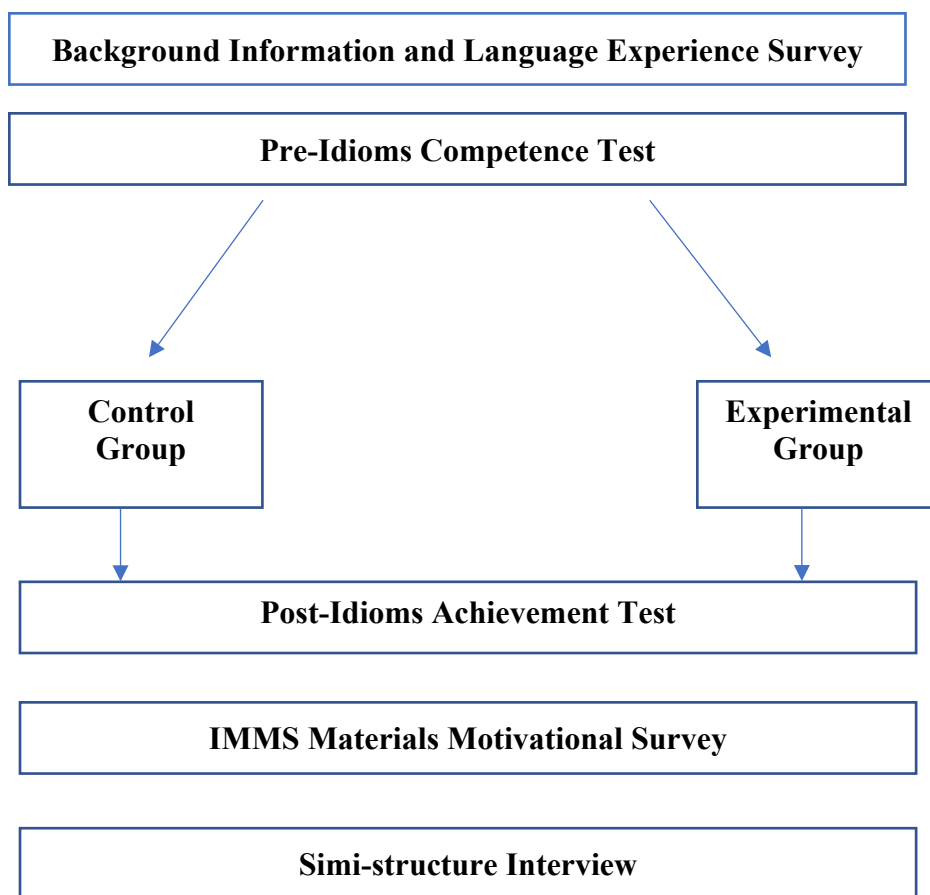 Background Information and Language Experience Survey
Pre-Idioms Competence Test
Control
Group
Experimental
Group
Post-Idioms Achievement Test
IMMS Materials Motivational Survey
Simi-structure Interview